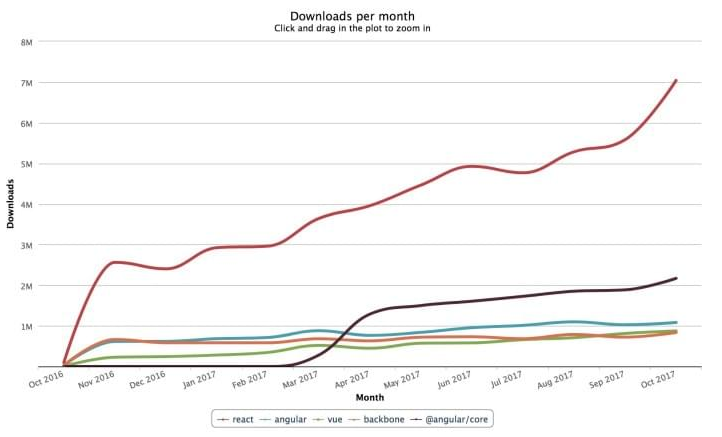 Downloads per month
Click and drag in the plot to zoom in
8M
7M
6M
5M
4M
3M
2M
1M
Downloads
Oct 2016
Nov 2016
Dec 2016
Jan 2017
Feb 2017
Mar 2017
Apr 2017
May 2017
Jun 2017
Jul 2017
Aug 2017
Sep 2017
Oct 2017
Month
react angular vue backbone @angular/core